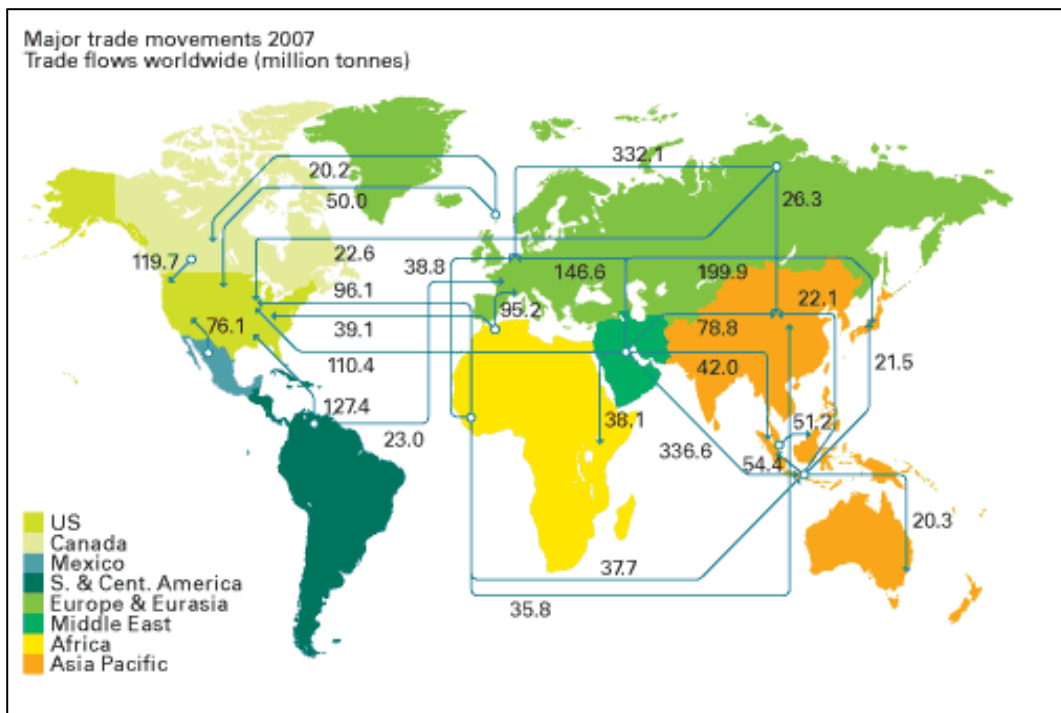 Major trade movements 2007
Trade flows worldwide (million tonnes)
20.2
332.1
50.0
26.3
119.7
22.6
38.8
146.6
199.9
96.1
95.2
22.1
76.1
39.1
78.8
110.4
42.0
21.5
127.4
38.1
51.2
23.0
336.6
54.4
20.3
37.7
35.8
US
Canada
Mexico
S. & Cent. America
Europe & Eurasia
Middle East
Africa
Asia Pacific